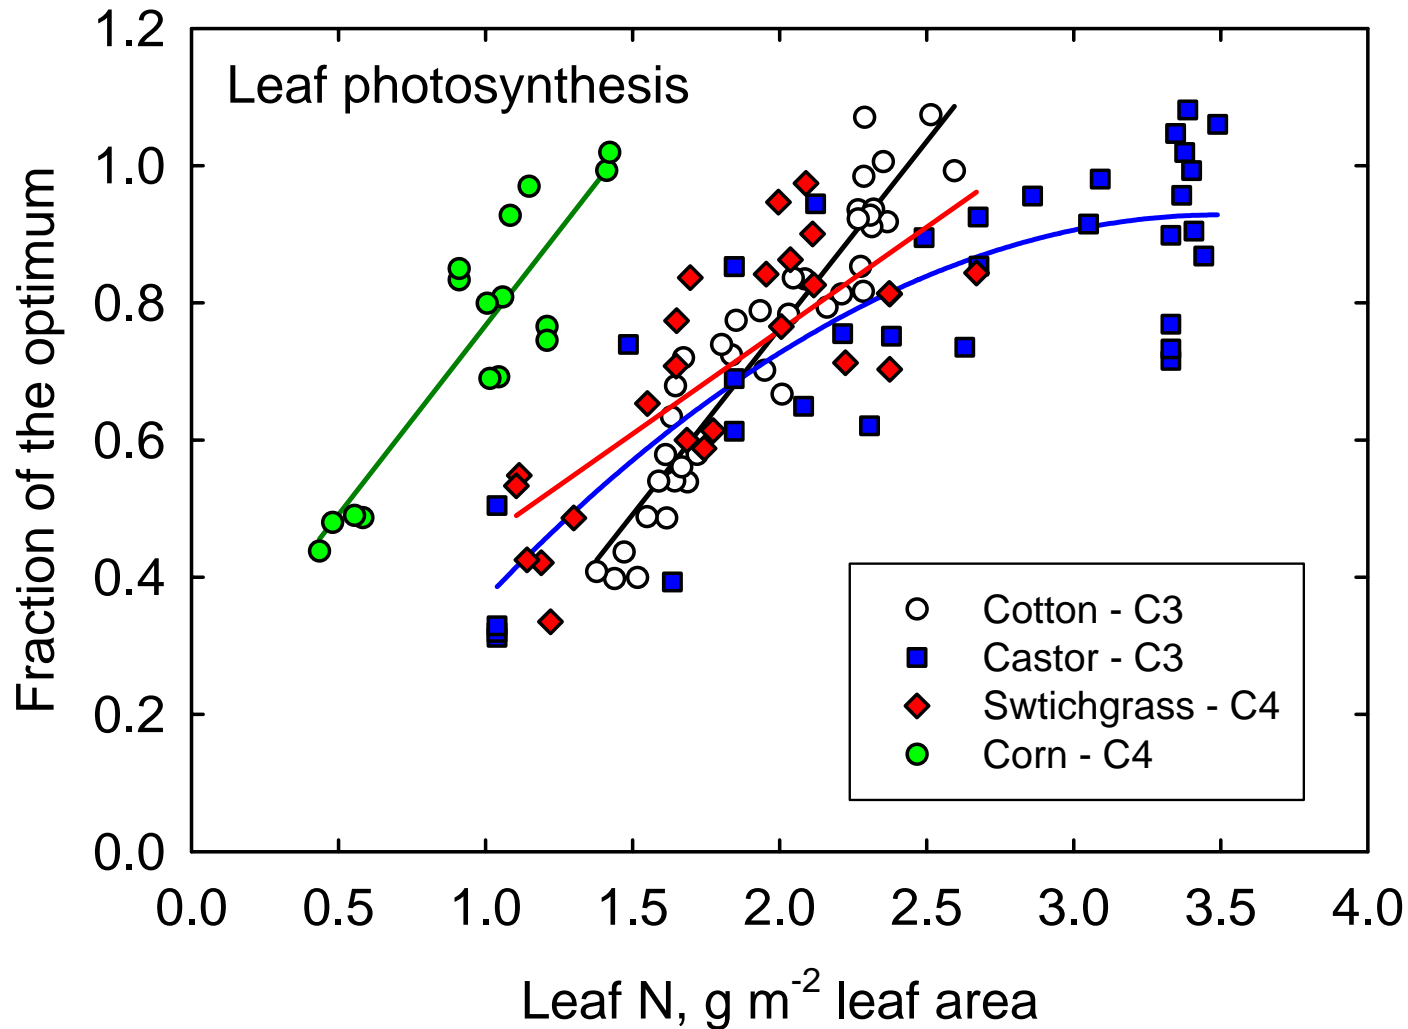 Leaf photosynthesis
Fraction of the optimum
1.2
1.0
0.8
0.6
0.4
0.2
0.0
Cotton - C3
Castor - C3
Swtichgrass - C4
Corn - C4
0.0 0.5 1.0 1.5 2.0 2.5 3.0 3.5 4.0
Leaf N, g m⁻² leaf area